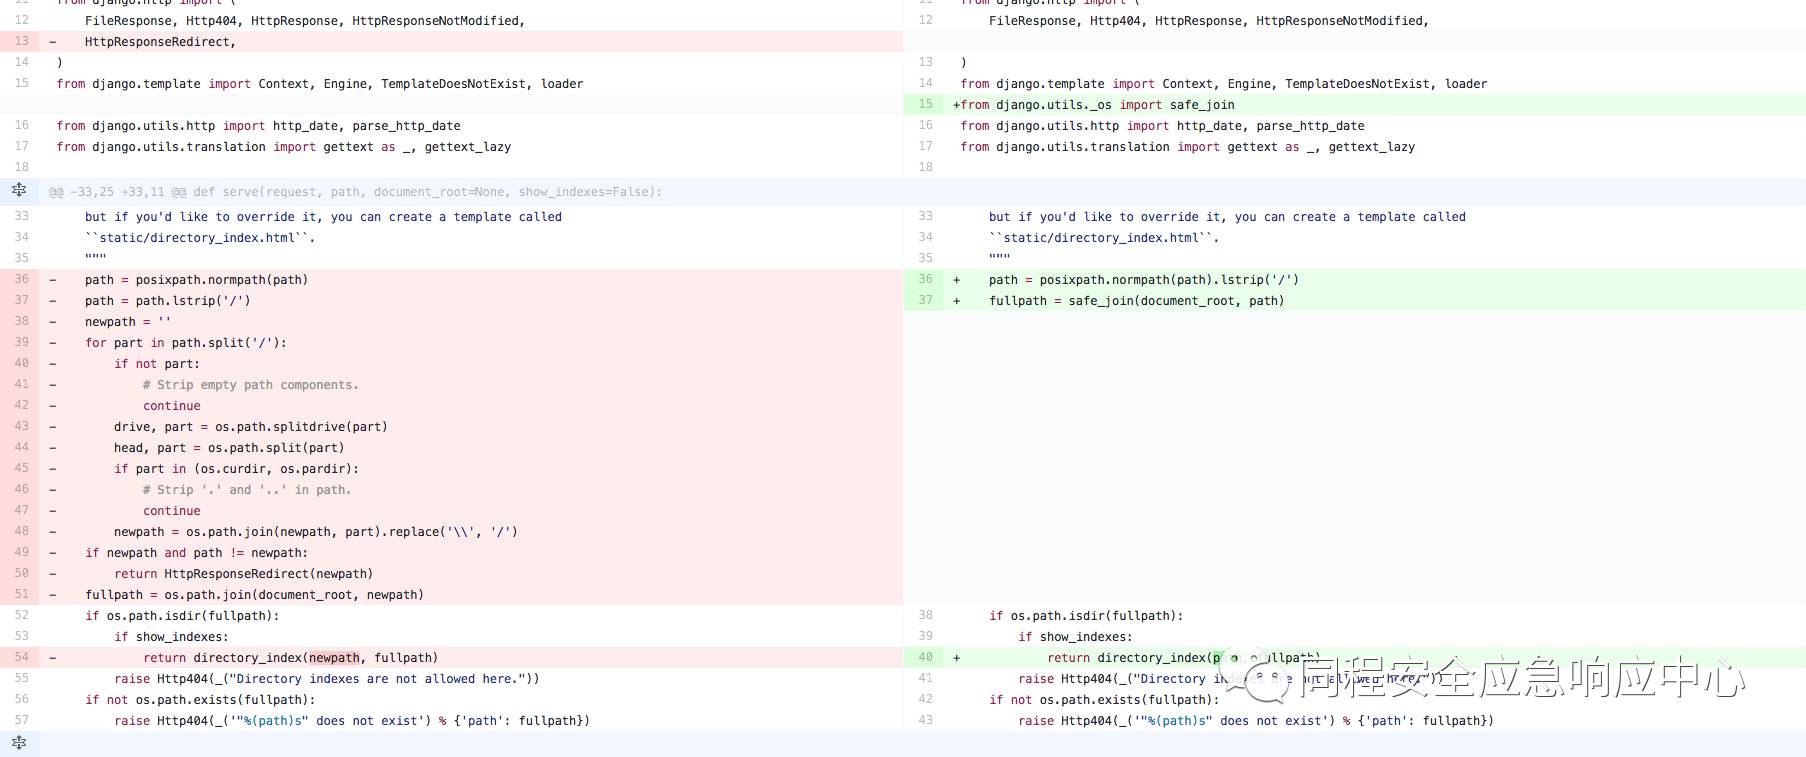 11 from django.http import ( 11 from django.http import (
12 FileResponse, Http404, HttpResponse, HttpResponseNotModified, 12 FileResponse, Http404, HttpResponse, HttpResponseNotModified,
13 - HttpResponseRedirect,
14 ) 13 )
15 from django.template import Context, Engine, TemplateDoesNotExist, loader 14 from django.template import Context, Engine, TemplateDoesNotExist, loader
15 +from django.utils._os import safe_join
16 from django.utils.http import http_date, parse_http_date 16 from django.utils.http import http_date, parse_http_date
17 from django.utils.translation import gettext as _, gettext_lazy 17 from django.utils.translation import gettext as _, gettext_lazy
18 18
@@ -33,25 +33,11 @@ def serve(request, path, document_root=None, show_indexes=False):
33 but if you'd like to override it, you can create a template called 33 but if you'd like to override it, you can create a template called
34 ``static/directory_index.html``. 34 ``static/directory_index.html``.
35 """ 35 """
36 - path = posixpath.normpath(path) 36 + path = posixpath.normpath(path).lstrip('/')
37 - path = path.lstrip('/') 37 + fullpath = safe_join(document_root, path)
38 - newpath = ''
39 - for part in path.split('/'):
40 - if not part:
41 - # Strip empty path components.
42 - continue
43 - drive, part = os.path.splitdrive(part)
44 - head, part = os.path.split(part)
45 - if part in (os.curdir, os.pardir):
46 - # Strip '.' and '..' in path.
47 - continue
48 - newpath = os.path.join(newpath, part).replace('\\', '/')
49 - if newpath and path != newpath:
50 - return HttpResponseRedirect(newpath)
51 - fullpath = os.path.join(document_root, newpath)
52 if os.path.isdir(fullpath): 38 if os.path.isdir(fullpath):
53 if show_indexes: 39 if show_indexes:
54 - return directory_index(newpath, fullpath) 40 + return directory_index(path, fullpath)
55 raise Http404(_("Directory indexes are not allowed here.")) 41 raise Http404(_("Directory indexes are not allowed here."))
同程安全应急响应中心
56 if not os.path.exists(fullpath): 42 if not os.path.exists(fullpath):
57 raise Http404(_('"%(path)s" does not exist') % {'path': fullpath}) 43 raise Http404(_('"%(path)s" does not exist') % {'path': fullpath})